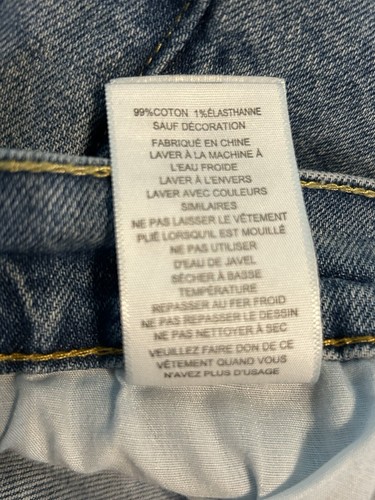 99%COTON 1%ÉLASTHANNE
SAUF DÉCORATION
FABRIQUÉ EN CHINE
LAVER À LA MACHINE À
L'EAU FROIDE
LAVER À L'ENVERS
LAVER AVEC COULEURS
SIMILAIRES
NE PAS LAISSER LE VÊTEMENT
PLIÉ LORSQU'IL EST MOUILLÉ
NE PAS UTILISER
D'EAU DE JAVEL
SÉCHER À BASSE
TEMPÉRATURE
REPASSER AU FER FROID
NE PAS REPASSER LE DESSIN
NE PAS NETTOYER À SEC
VEUILLEZ FAIRE DON DE CE
VÊTEMENT QUAND VOUS
N'AVEZ PLUS D'USAGE